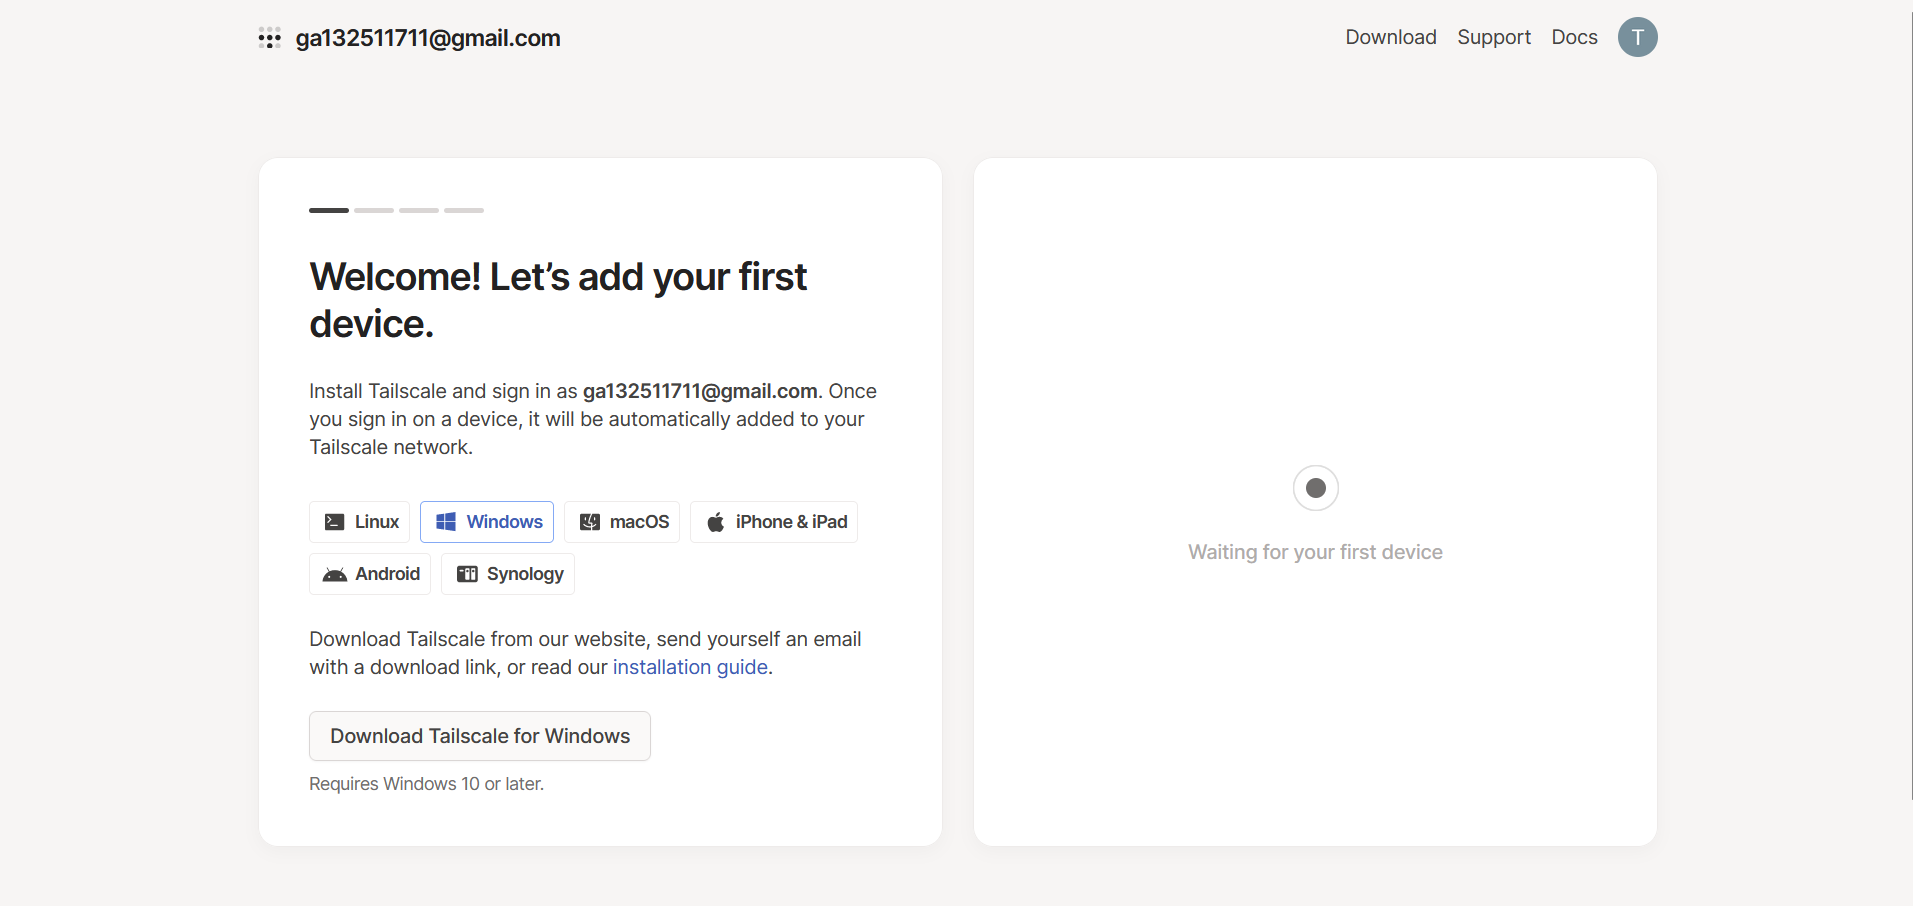 ga132511711@gmail.com
Download Support Docs T
Welcome! Let’s add your first
device.
Install Tailscale and sign in as ga132511711@gmail.com. Once
you sign in on a device, it will be automatically added to your
Tailscale network.
Linux Windows macOS iPhone & iPad
Android Synology
Download Tailscale from our website, send yourself an email
with a download link, or read our installation guide.
Download Tailscale for Windows
Requires Windows 10 or later.
Waiting for your first device